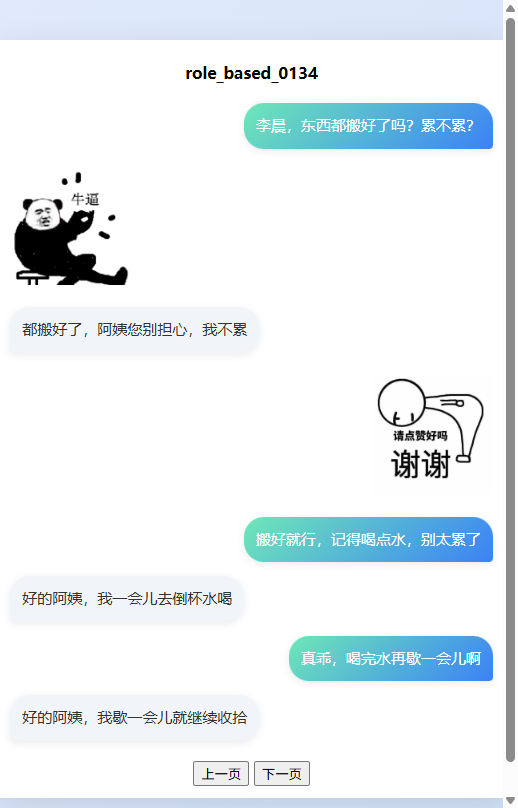 role_based_0134
李晨，东西都搬好了吗？累不累？
牛逼
都搬好了，阿姨您别担心，我不累
请点赞好吗
谢谢
搬好就行，记得喝点水，别太累了
好的阿姨，我一会儿去倒杯水喝
真乖，喝完水再歇一会儿啊
好的阿姨，我歇一会儿就继续收拾
上一页 下一页